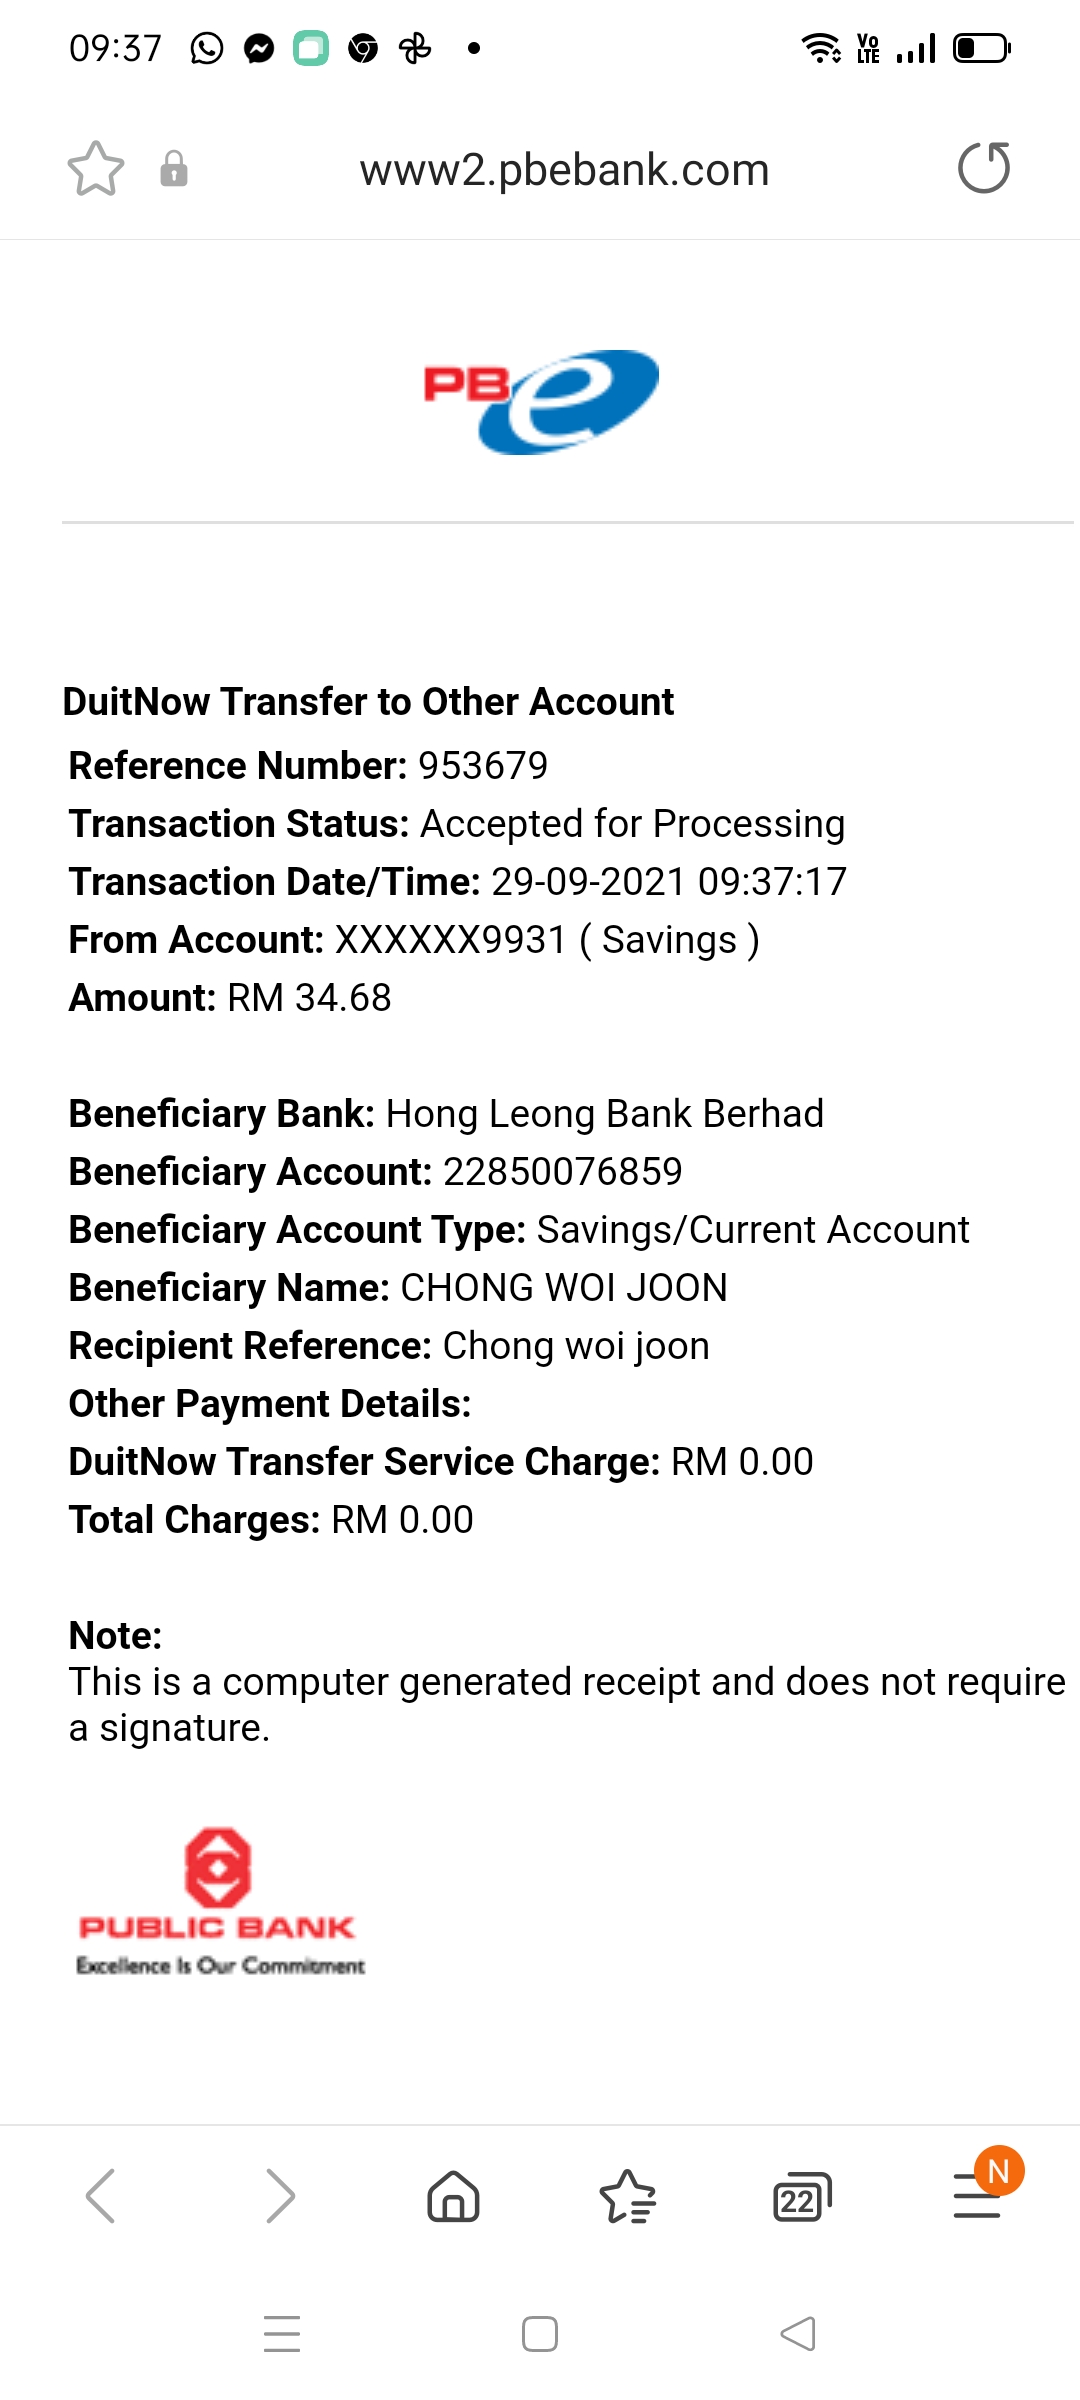 09:37
Vo
LTE
www2.pbebank.com
PBe
DuitNow Transfer to Other Account
Reference Number: 953679
Transaction Status: Accepted for Processing
Transaction Date/Time: 29-09-2021 09:37:17
From Account: XXXXXX9931 ( Savings )
Amount: RM 34.68
Beneficiary Bank: Hong Leong Bank Berhad
Beneficiary Account: 22850076859
Beneficiary Account Type: Savings/Current Account
Beneficiary Name: CHONG WOI JOON
Recipient Reference: Chong woi joon
Other Payment Details:
DuitNow Transfer Service Charge: RM 0.00
Total Charges: RM 0.00
Note:
This is a computer generated receipt and does not require
a signature.
PUBLIC BANK
Excellence Is Our Commitment
22
N